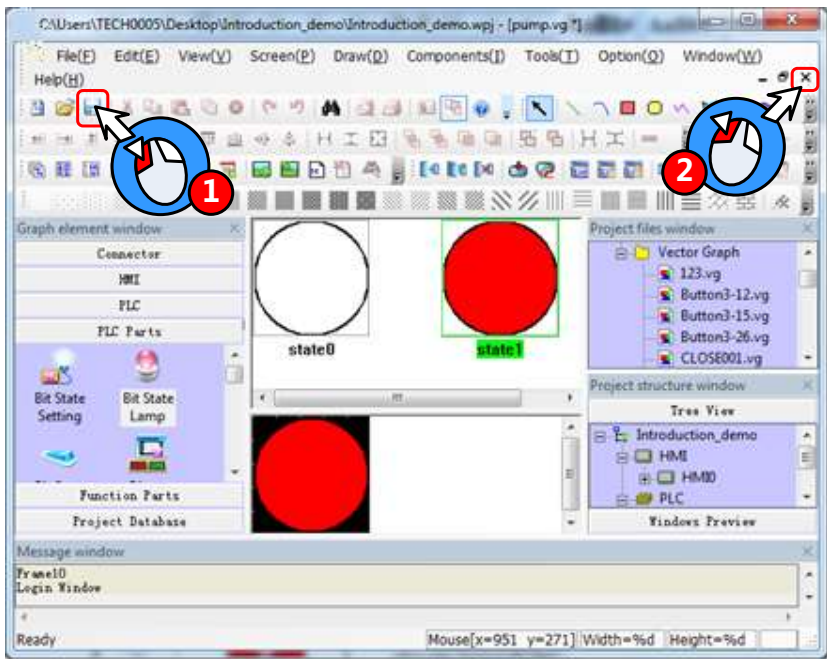 C:\Users\TECH0005\Desktop\Introduction_demo\Introduction_demo.wpj - [pump.vg *]
File(F) Edit(E) View(V) Screen(P) Draw(D) Components(I) Tools(T) Option(O) Window(W)
Help(H)
1
2
Graph element window
Connector
HMI
PLC
PLC Parts
Bit State
Setting
Bit State
Lamp
Function Parts
Project Database
state0
state1
Project files window
Vector Graph
123.vg
Button3-12.vg
Button3-15.vg
Button3-26.vg
CLOSE001.vg
Project structure window
Tree View
Introduction_demo
HMI
HMI0
PLC
Windows Preview
Message window
Frame10
Login Window
Ready
Mouse[x=951 y=271] Width=%d Height=%d